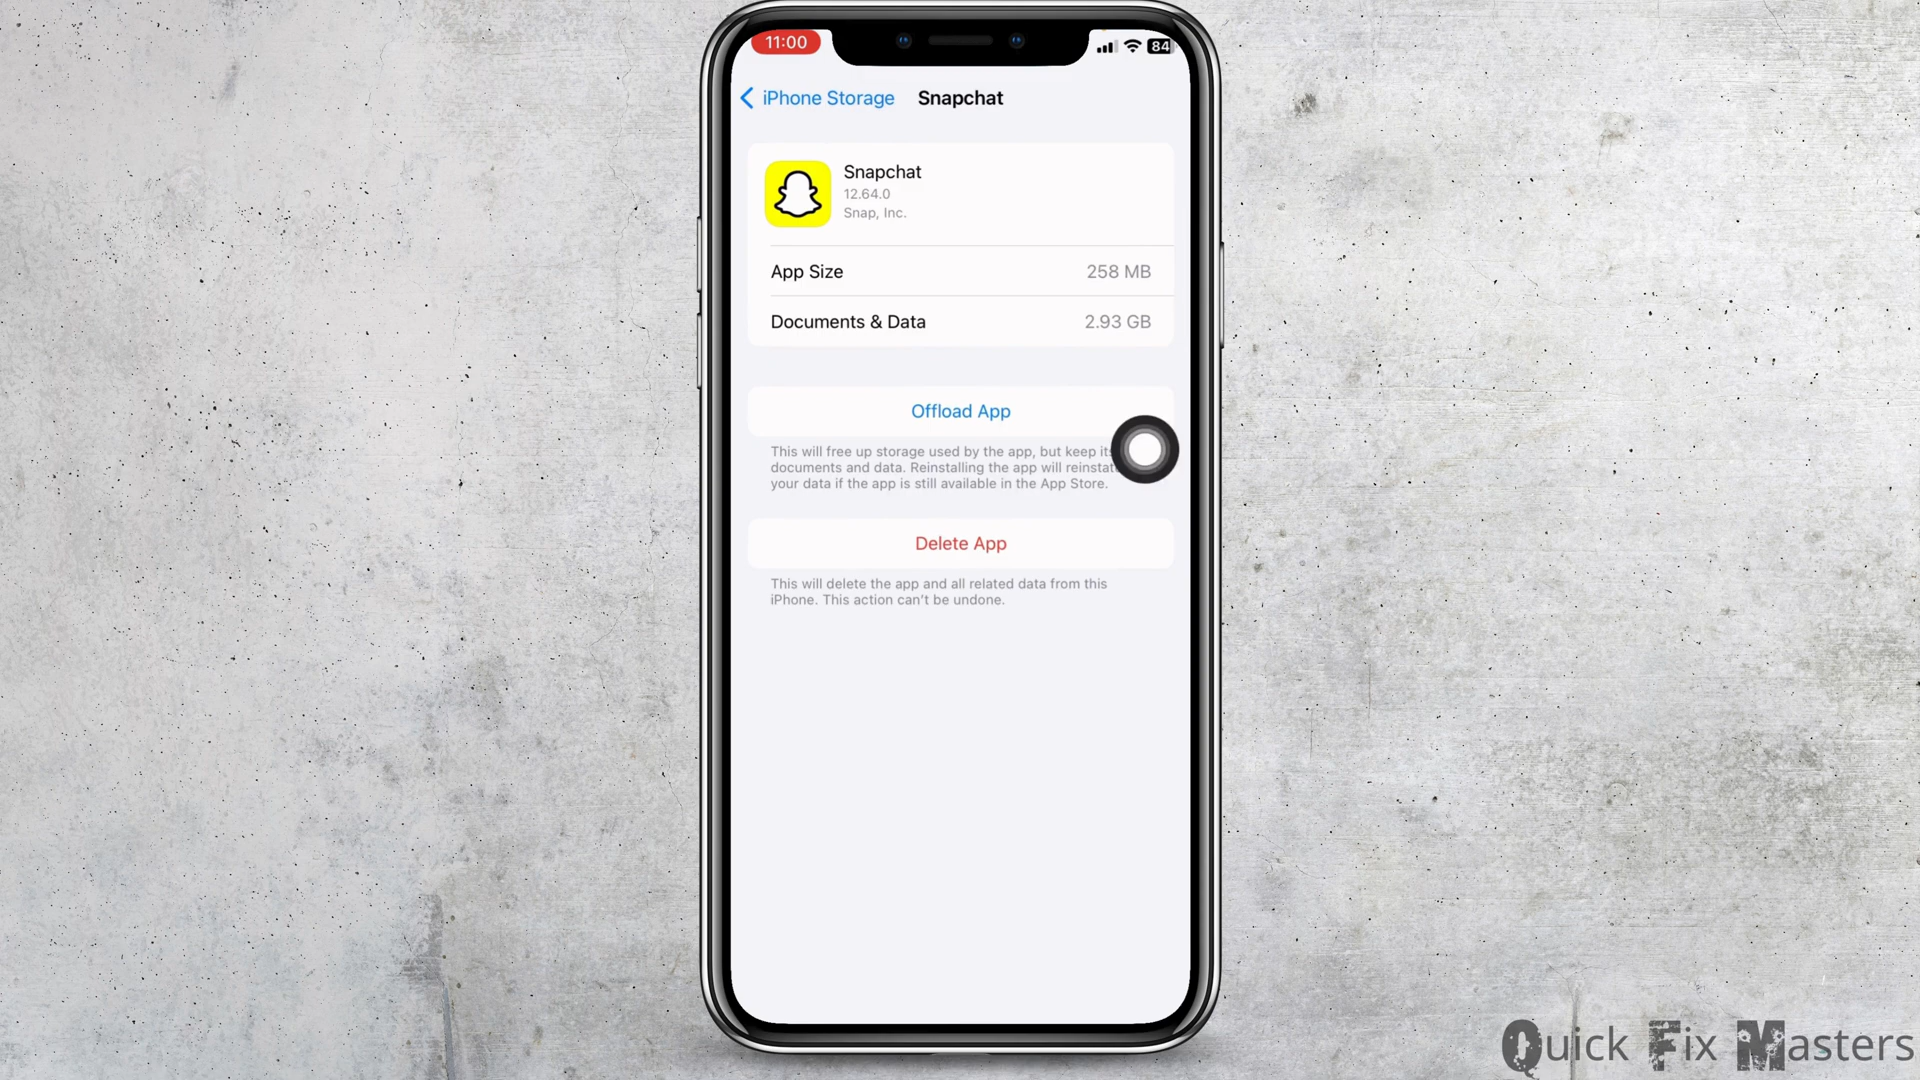 11:00
84
iPhone Storage
Snapchat
Snapchat
12.64.0
Snap, Inc.
App Size
258 MB
Documents & Data
2.93 GB
Offload App
This will free up storage used by the app, but keep its
documents and data. Reinstalling the app will reinstate
your data if the app is still available in the App Store.
Delete App
This will delete the app and all related data from this
iPhone. This action can't be undone.
Quick Fix Masters